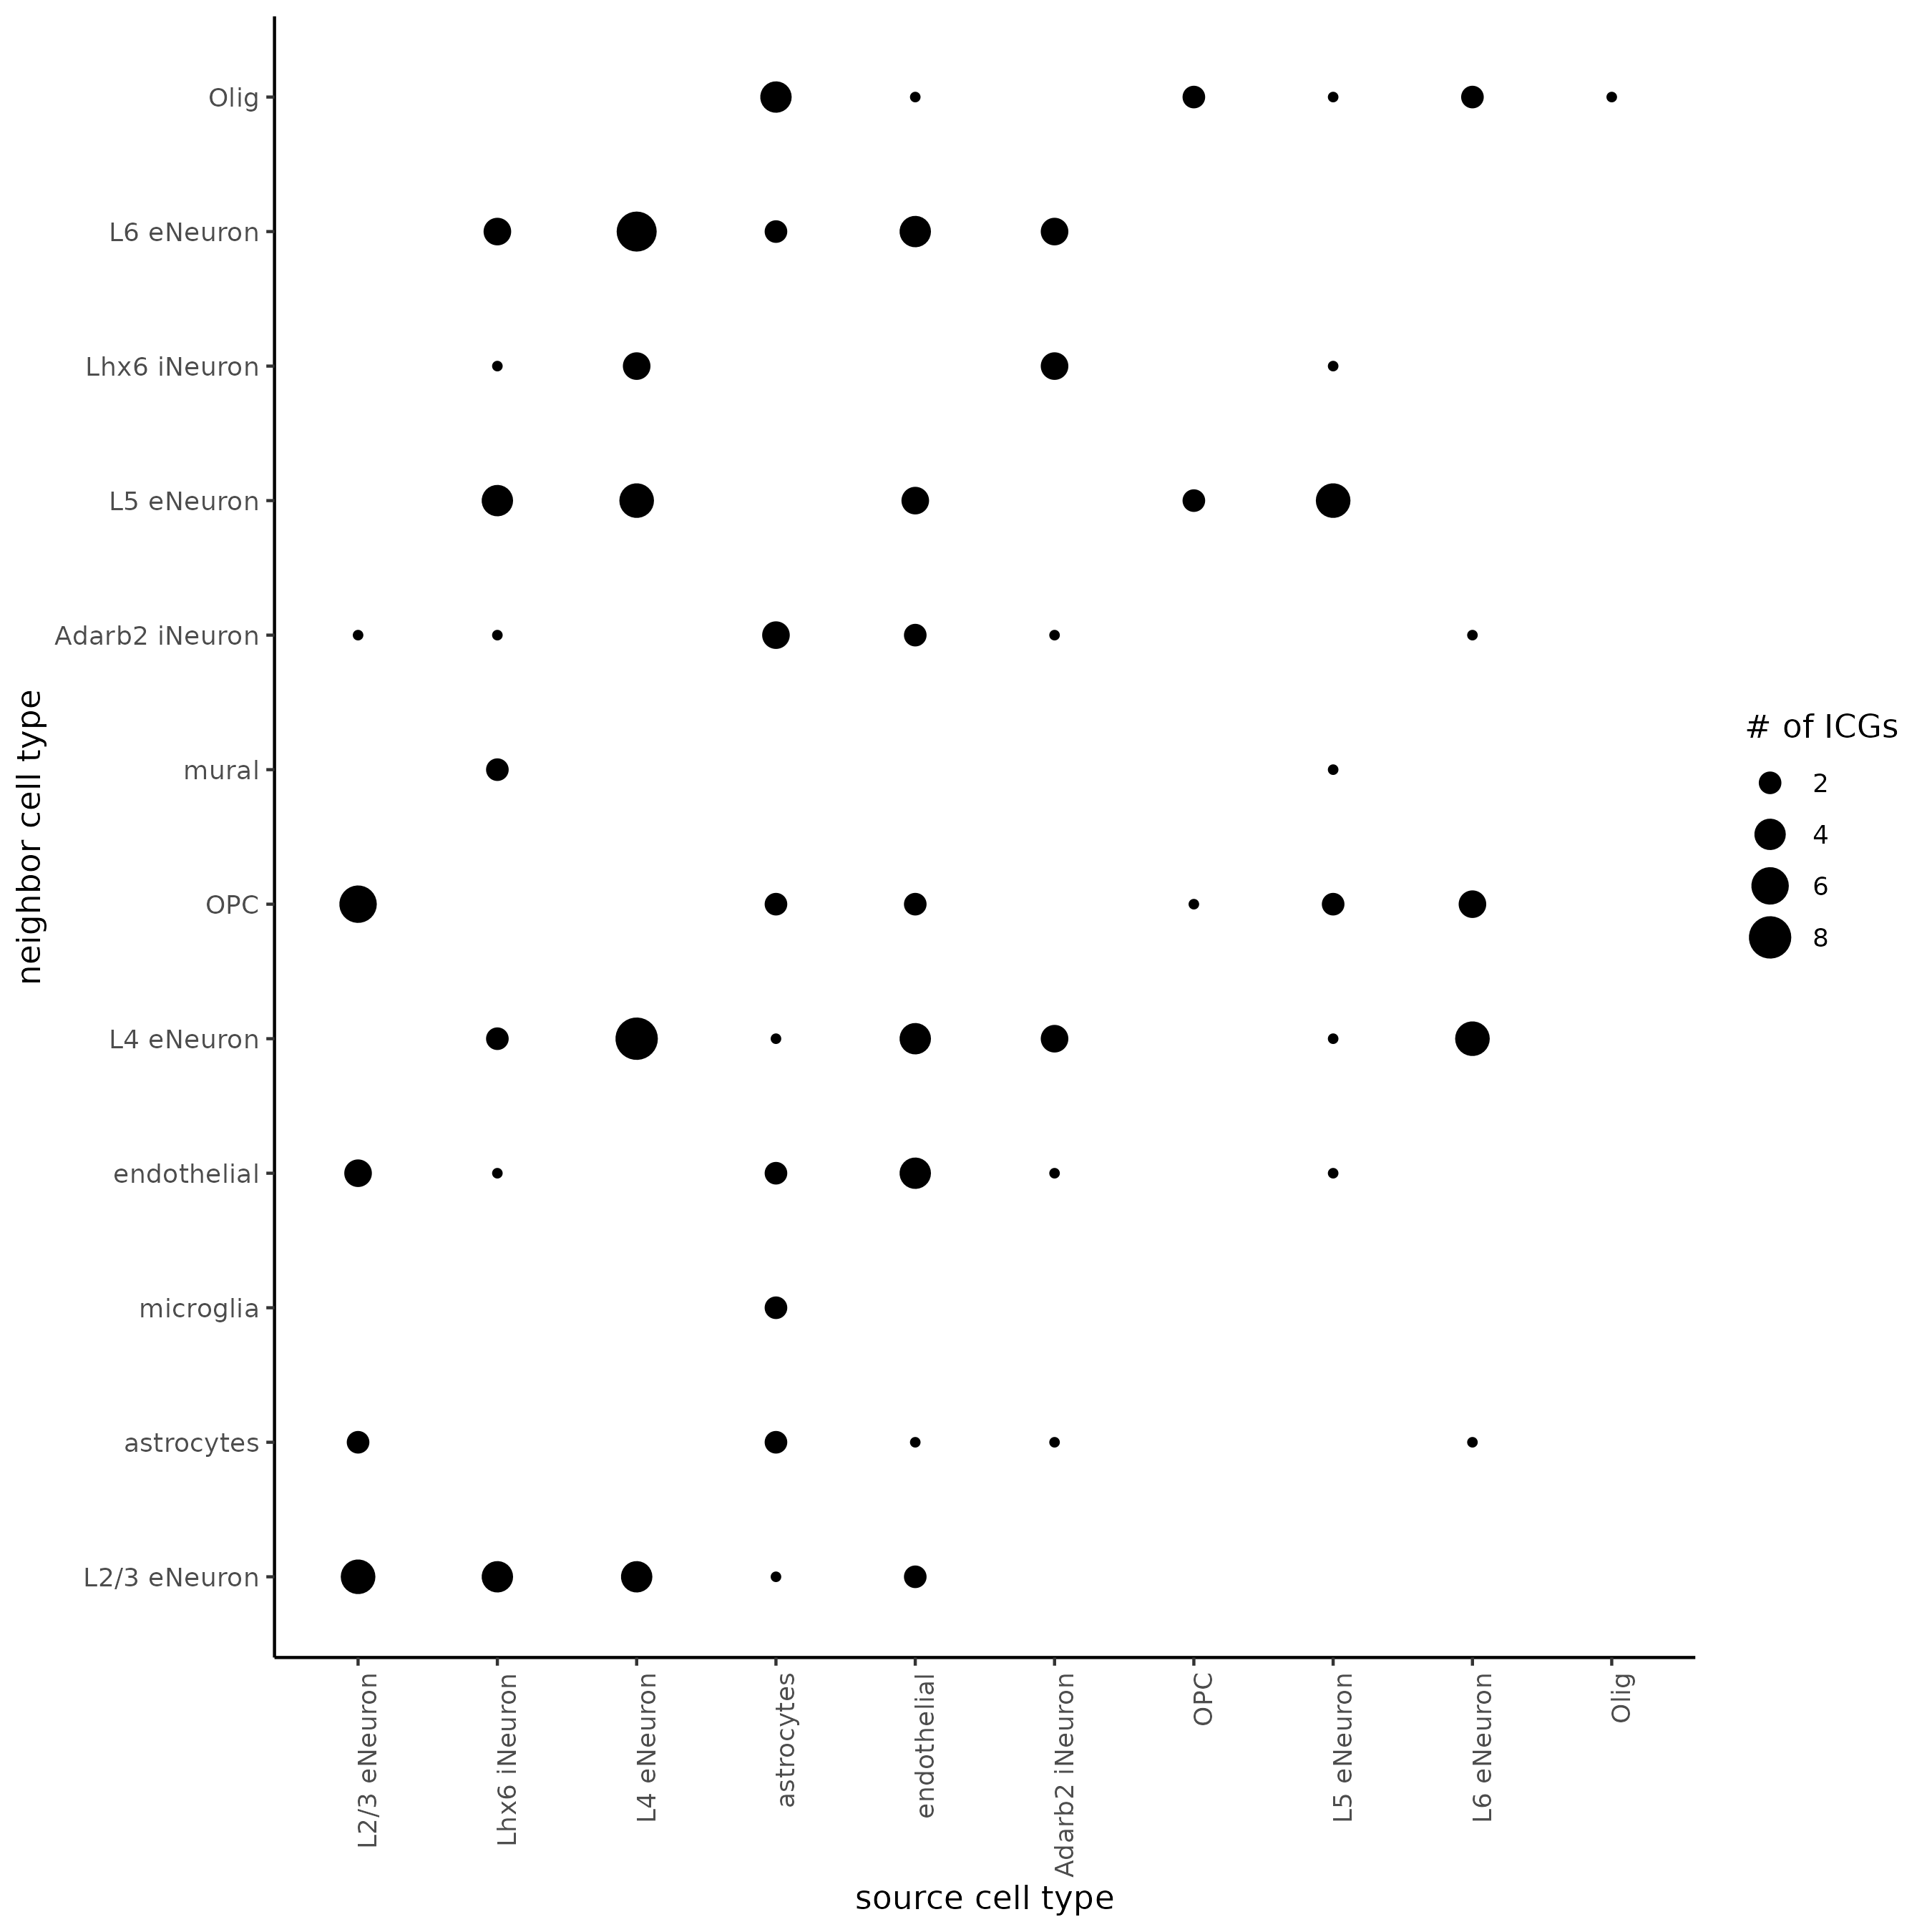 Olig
L6 eNeuron
Lhx6 iNeuron
L5 eNeuron
Adarb2 iNeuron
mural
OPC
L4 eNeuron
endothelial
microglia
astrocytes
L2/3 eNeuron
neighbor cell type
L2/3 eNeuron
Lhx6 iNeuron
L4 eNeuron
astrocytes
endothelial
Adarb2 iNeuron
OPC
L5 eNeuron
L6 eNeuron
Olig
source cell type
# of ICGs
2
4
6
8